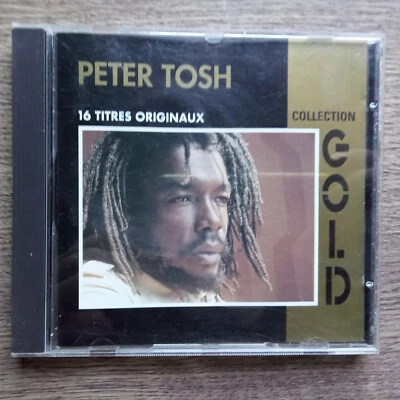 PETER TOSH
16 TITRES ORIGINAUX
COLLECTION
GOLD